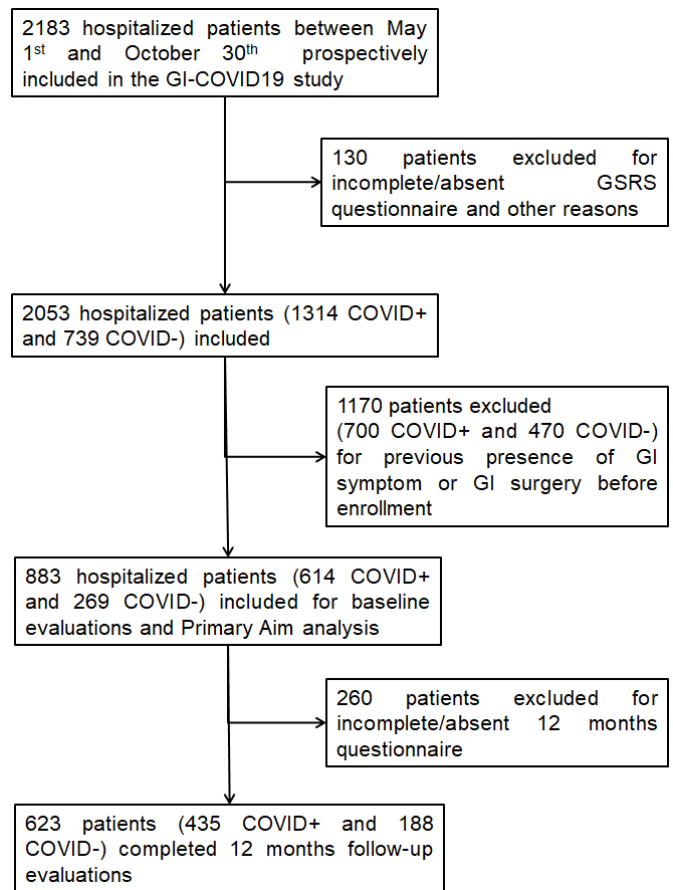 2183 hospitalized patients between May
1st and October 30th prospectively
included in the GI-COVID19 study
130 patients excluded for
incomplete/absent GSRS
questionnaire and other reasons
2053 hospitalized patients (1314 COVID+
and 739 COVID-) included
1170 patients excluded
(700 COVID+ and 470 COVID-)
for previous presence of GI
symptom or GI surgery before
enrollment
883 hospitalized patients (614 COVID+
and 269 COVID-) included for baseline
evaluations and Primary Aim analysis
260 patients excluded for
incomplete/absent 12 months
questionnaire
623 patients (435 COVID+ and 188
COVID-) completed 12 months follow-up
evaluations